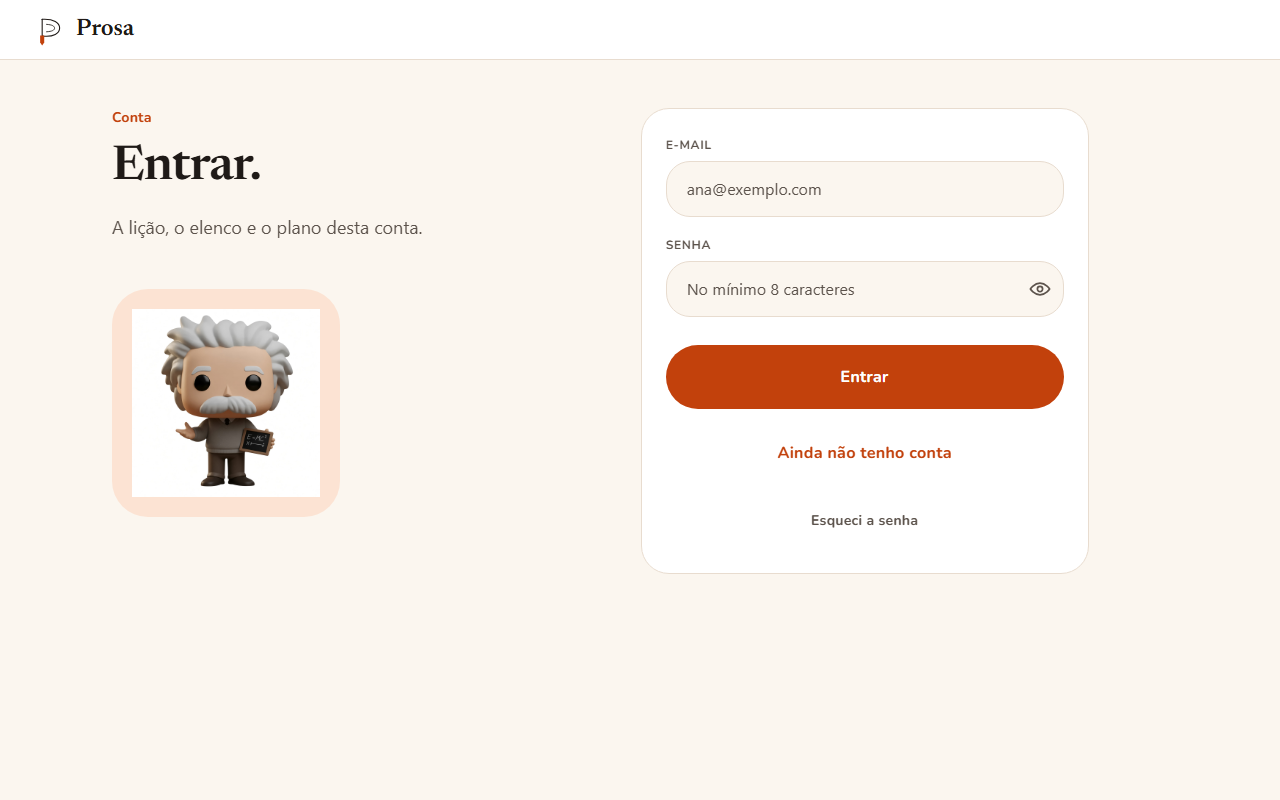 Prosa
Conta
Entrar.
A lição, o elenco e o plano desta conta.
E-MAIL
ana@exemplo.com
SENHA
No mínimo 8 caracteres
Entrar
Ainda não tenho conta
Esqueci a senha